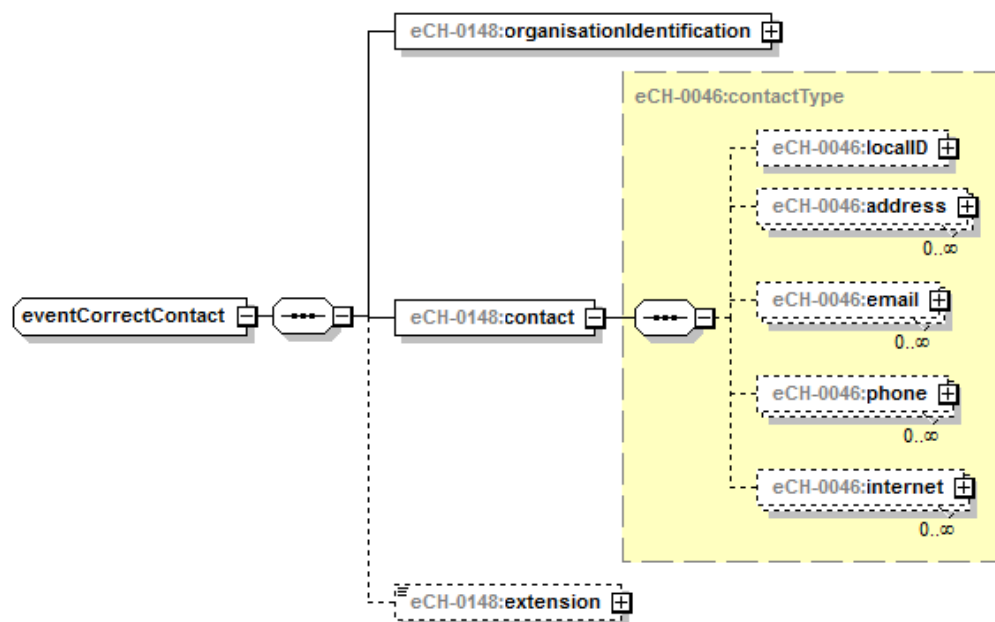 eCH-0148:organisationIdentification
eCH-0046:contactType
eCH-0046:localID
eCH-0046:address
0..∞
eCH-0046:email
0..∞
eventCorrectContact
eCH-0148:contact
eCH-0046:phone
0..∞
eCH-0046:internet
0..∞
eCH-0148:extension